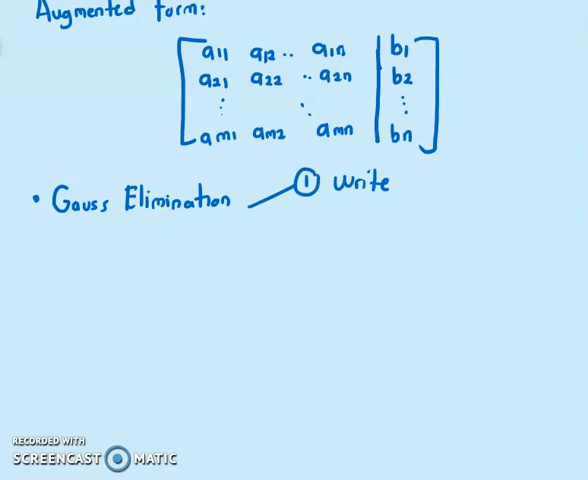 Augmented form:
a11 a12 .. a1n b1
a21 a22 .. a2n b2
⋮ ⋱ ⋮
am1 am2 amn bn
• Gauss Elimination ① Write
RECORDED WITH
SCREENCAST MATIC